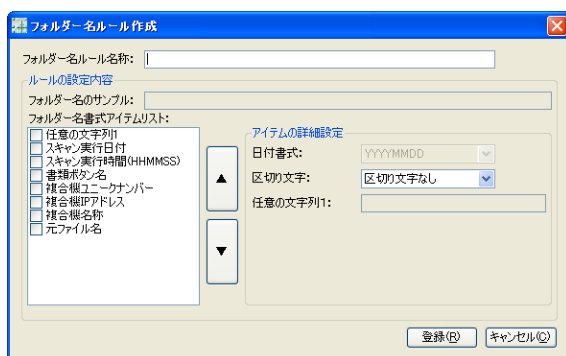 フォルダー名ルール作成
フォルダー名ルール名称:
ルールの設定内容
フォルダー名のサンプル:
フォルダー名書式アイテムリスト:
任意の文字列1
スキャン実行日付
スキャン実行時間(HHMMSS)
書類ボタン名
複合機ユニークナンバー
複合機IPアドレス
複合機名称
元ファイル名
▲
▼
アイテムの詳細設定
日付書式: YYYYMMDD
区切り文字: 区切り文字なし
任意の文字列1:
登録(R) キャンセル(C)